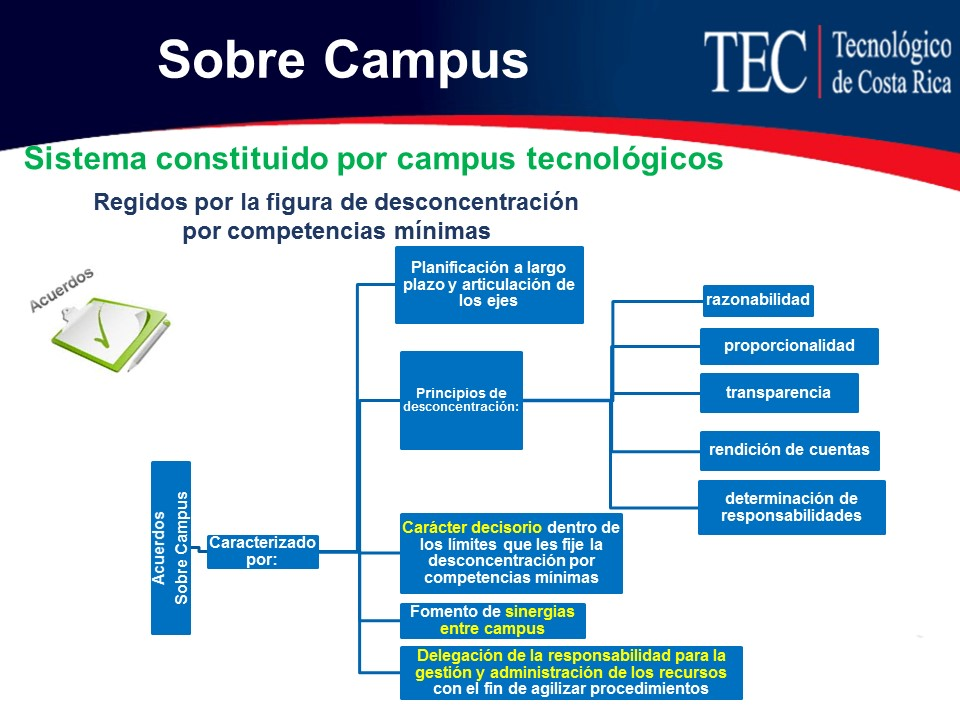 Sobre Campus
TEC
Tecnológico
de Costa Rica
Sistema constituido por campus tecnológicos
Regidos por la figura de desconcentración
por competencias mínimas
Acuerdos
Acuerdos
Sobre Campus
Caracterizado
por:
Planificación a largo
plazo y articulación de
los ejes
Principios de
desconcentración:
razonabilidad
proporcionalidad
transparencia
rendición de cuentas
determinación de
responsabilidades
Carácter decisorio dentro de
los límites que les fije la
desconcentración por
competencias mínimas
Fomento de sinergias
entre campus
Delegación de la responsabilidad para la
gestión y administración de los recursos
con el fin de agilizar procedimientos